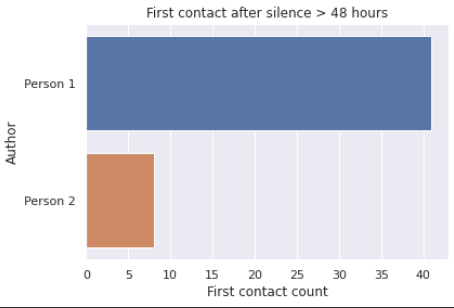 First contact after silence > 48 hours
Author
Person 1
Person 2
0 5 10 15 20 25 30 35 40
First contact count